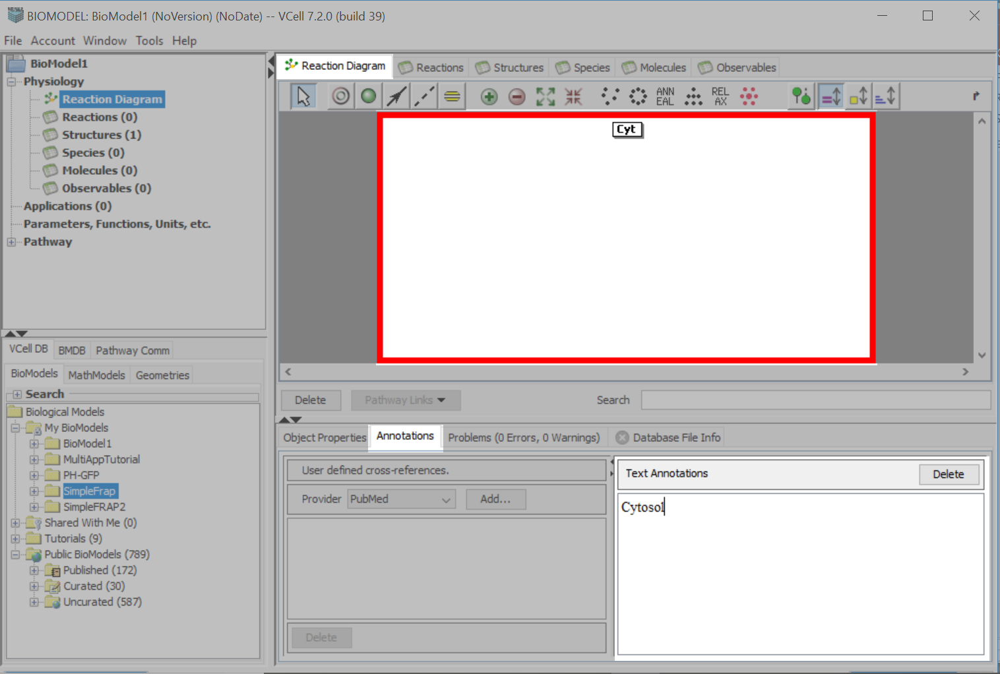 BIOMODEL: BioModel1 (NoVersion) (NoDate) -- VCell 7.2.0 (build 39)
File Account Window Tools Help
BioModel1
Physiology
Reaction Diagram
Reactions (0)
Structures (1)
Species (0)
Molecules (0)
Observables (0)
Applications (0)
Parameters, Functions, Units, etc.
Pathway
VCell DB BMDB Pathway Comm
BioModels MathModels Geometries
Search
Biological Models
My BioModels
BioModel1
MultiAppTutorial
PH-GFP
SimpleFrap
SimpleFRAP2
Shared With Me (0)
Tutorials (9)
Public BioModels (789)
Published (172)
Curated (30)
Uncurated (587)
Reaction Diagram Reactions Structures Species Molecules Observables
ANN EAL
REL AX
Cyt
Delete Pathway Links Search
Object Properties Annotations Problems (0 Errors, 0 Warnings) Database File Info
User defined cross-references.
Provider PubMed Add...
Delete
Text Annotations Delete
Cytosol